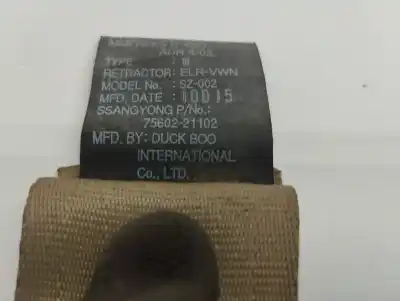 ADR 4/03
TYPE : III
RETRACTOR: ELR-VWN
MODEL No. : SZ-002
MFD. DATE : 10015
SSANGYONG P/No.:
75602-21102
MFD. BY: DUCK BOO
INTERNATIONAL
Co., LTD.